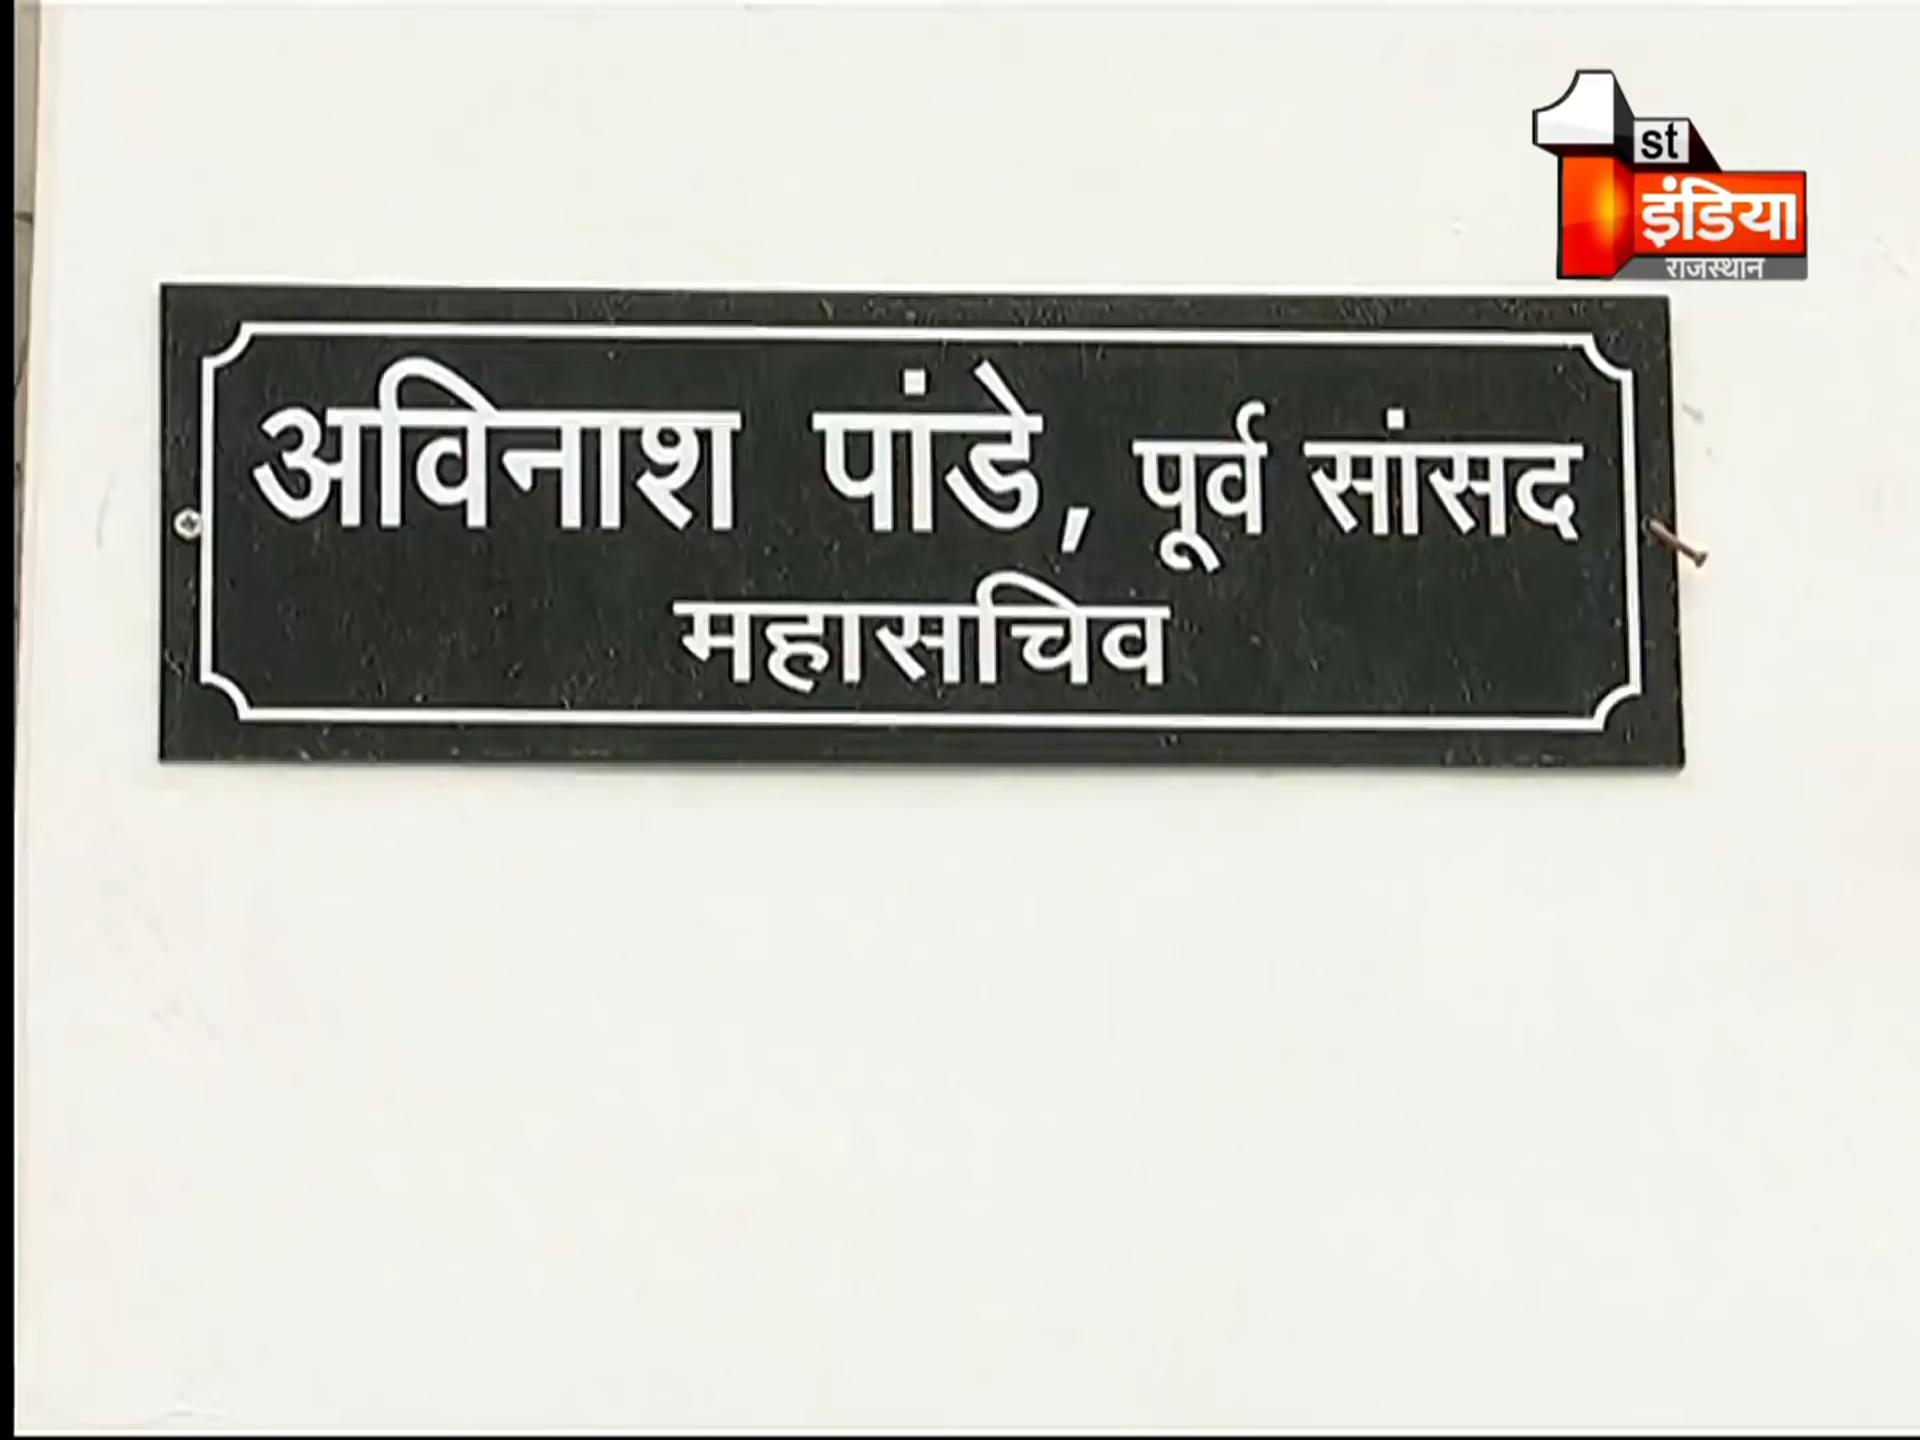 1st
इंडिया
राजस्थान
अविनाश पांडे, पूर्व सांसद
महासचिव